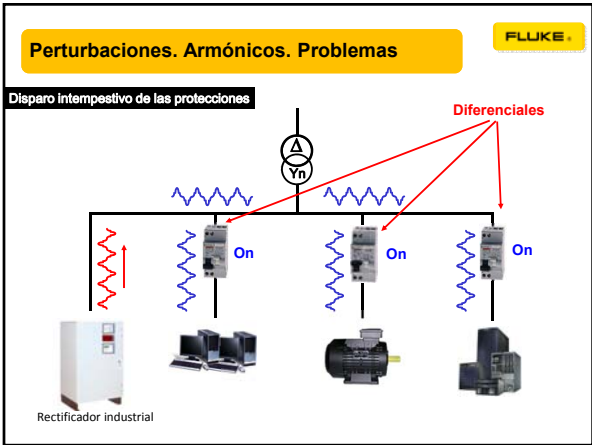 Perturbaciones. Armónicos. Problemas
FLUKE ®
Disparo intempestivo de las protecciones
Diferenciales
Δ
Yn
On
On
On
Rectificador industrial